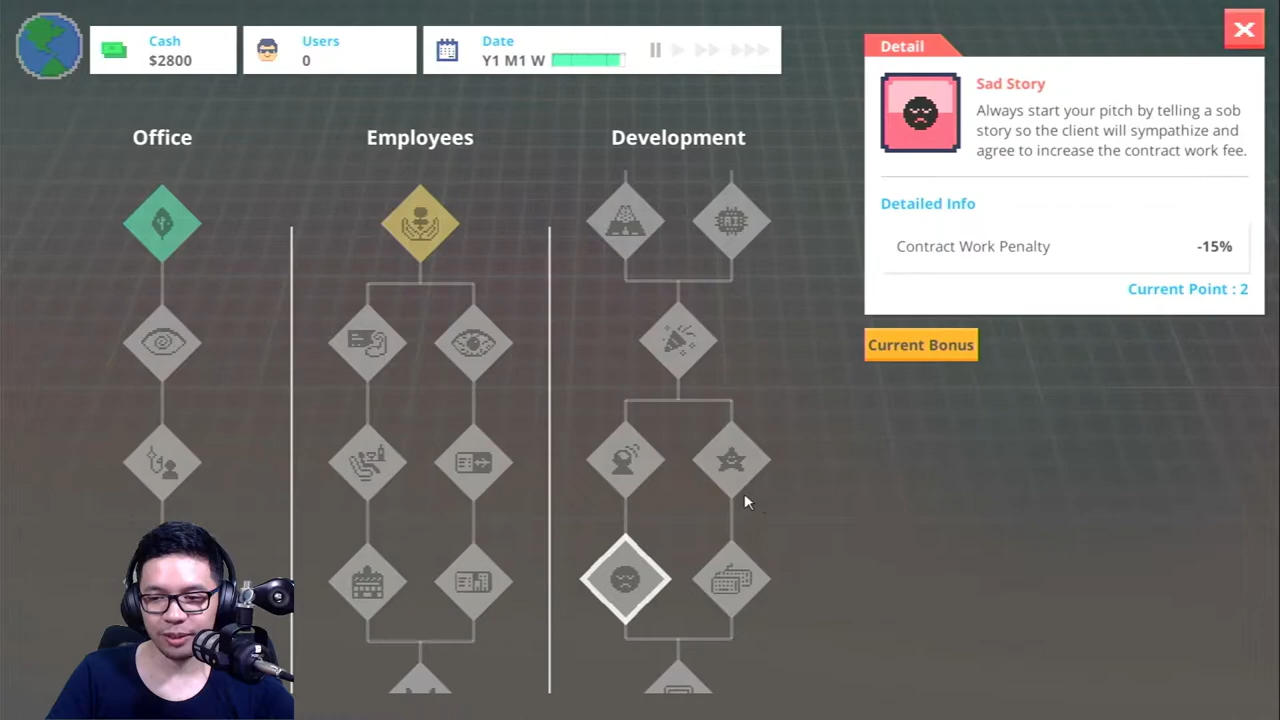 Cash
$2800
Users
0
Date
Y1 M1 W
Office
Employees
Development
Detail
Sad Story
Always start your pitch by telling a sob
story so the client will sympathize and
agree to increase the contract work fee.
Detailed Info
Contract Work Penalty -15%
Current Point : 2
Current Bonus